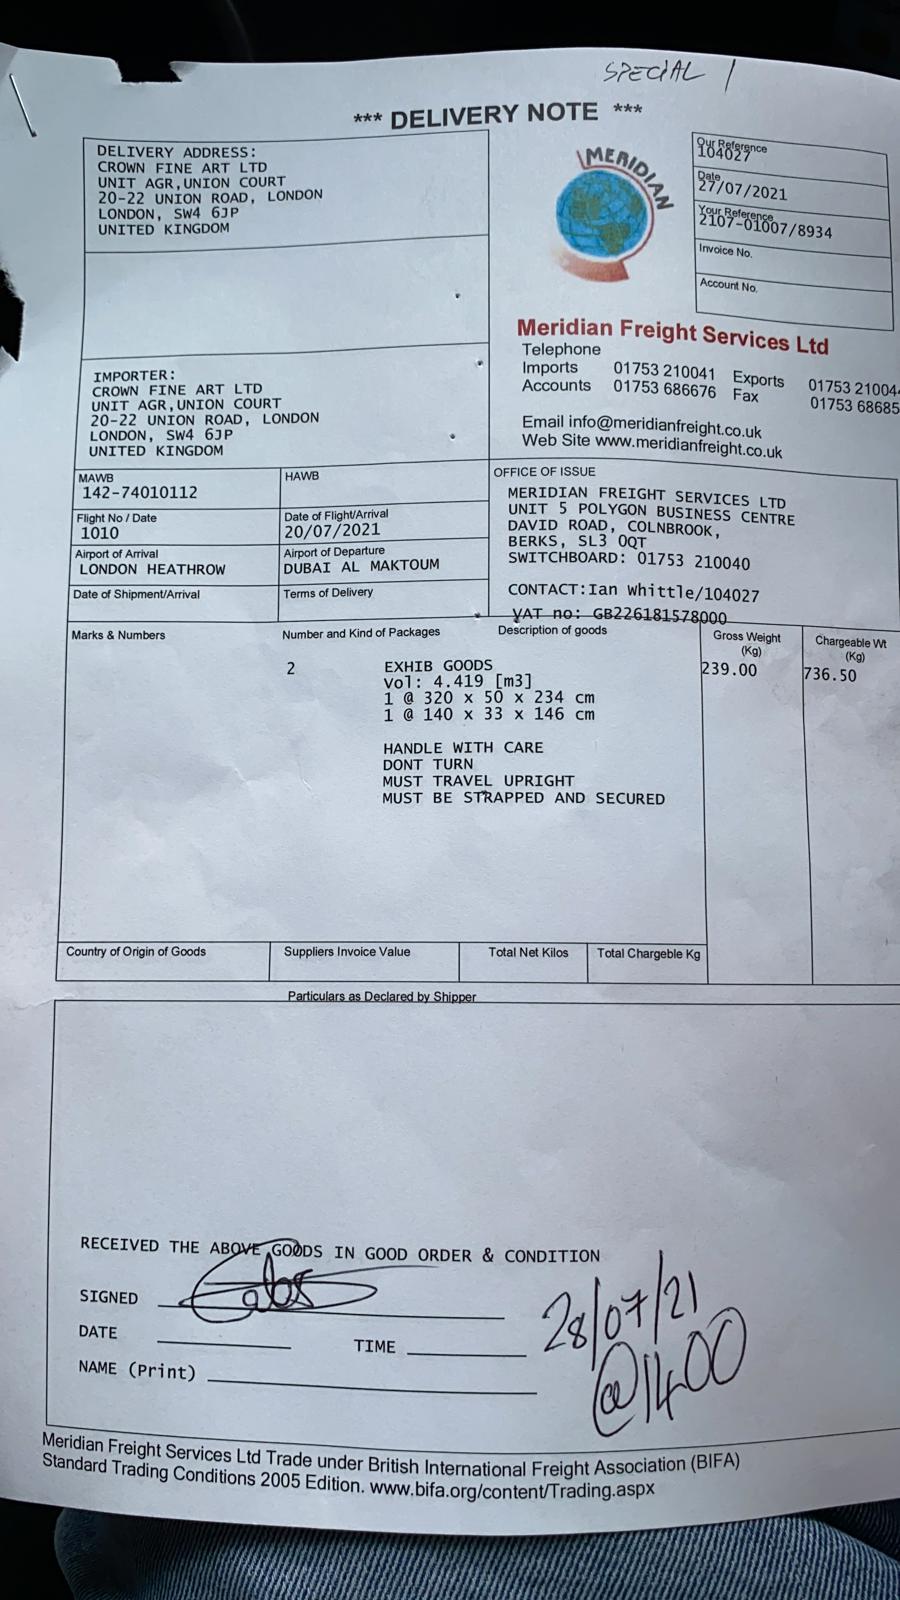 SPECIAL 1
*** DELIVERY NOTE ***
DELIVERY ADDRESS:
CROWN FINE ART LTD
UNIT AGR,UNION COURT
20-22 UNION ROAD, LONDON
LONDON, SW4 6JP
UNITED KINGDOM
MERIDIAN
Our Reference
104027
Date
27/07/2021
Your Reference
2107-01007/8934
Invoice No.
Account No.
Meridian Freight Services Ltd
Telephone
Imports 01753 210041 Exports 01753 21004
Accounts 01753 686676 Fax 01753 68685
Email info@meridianfreight.co.uk
Web Site www.meridianfreight.co.uk
IMPORTER:
CROWN FINE ART LTD
UNIT AGR,UNION COURT
20-22 UNION ROAD, LONDON
LONDON, SW4 6JP
UNITED KINGDOM
MAWB
142-74010112
HAWB
Flight No / Date
1010
Date of Flight/Arrival
20/07/2021
Airport of Arrival
LONDON HEATHROW
Airport of Departure
DUBAI AL MAKTOUM
Date of Shipment/Arrival
Terms of Delivery
OFFICE OF ISSUE
MERIDIAN FREIGHT SERVICES LTD
UNIT 5 POLYGON BUSINESS CENTRE
DAVID ROAD, COLNBROOK,
BERKS, SL3 0QT
SWITCHBOARD: 01753 210040
CONTACT:Ian Whittle/104027
VAT no: GB226181578000
Marks & Numbers
Number and Kind of Packages
Description of goods
Gross Weight
(Kg)
Chargeable Wt
(Kg)
2
EXHIB GOODS
239.00
736.50
Vol: 4.419 [m3]
1 @ 320 x 50 x 234 cm
1 @ 140 x 33 x 146 cm
HANDLE WITH CARE
DONT TURN
MUST TRAVEL UPRIGHT
MUST BE STRAPPED AND SECURED
Country of Origin of Goods
Suppliers Invoice Value
Total Net Kilos
Total Chargeable Kg
Particulars as Declared by Shipper
RECEIVED THE ABOVE GOODS IN GOOD ORDER & CONDITION
SIGNED
DATE
TIME
28/07/21
@1400
NAME (Print)
Meridian Freight Services Ltd Trade under British International Freight Association (BIFA)
Standard Trading Conditions 2005 Edition. www.bifa.org/content/Trading.aspx